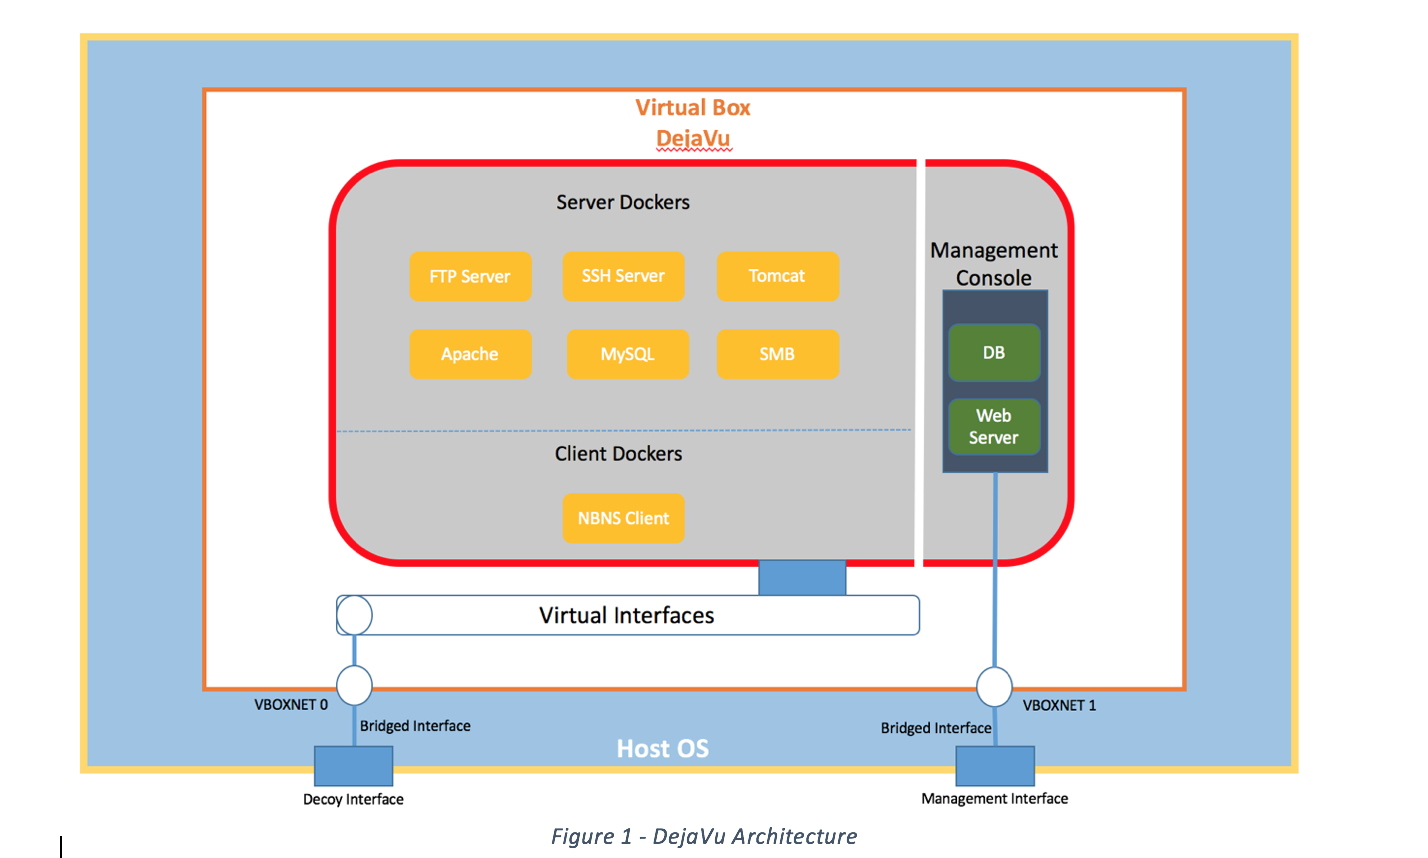 Virtual Box
DejaVu
Server Dockers
FTP Server
SSH Server
Tomcat
Apache
MySQL
SMB
Client Dockers
NBNS Client
Management
Console
DB
Web
Server
Virtual Interfaces
VBOXNET 0
Bridged Interface
Decoy Interface
Host OS
VBOXNET 1
Bridged Interface
Management Interface
Figure 1 - DejaVu Architecture